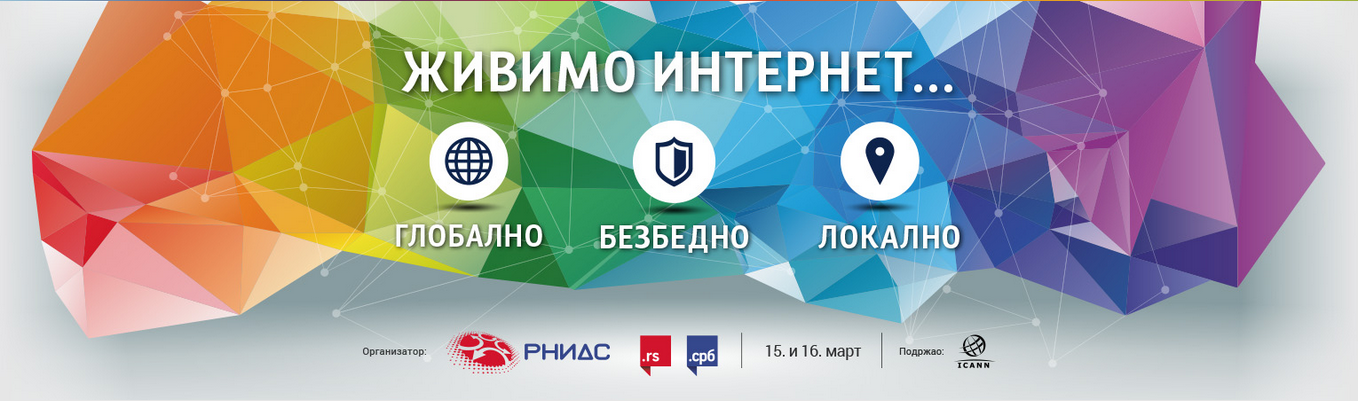 ЖИВИМО ИНТЕРНЕТ...
ГЛОБАЛНО
БЕЗБЕДНО
ЛОКАЛНО
Организатор:
РНИДС
.rs
.срб
15. и 16. март
Подржао:
ICANN